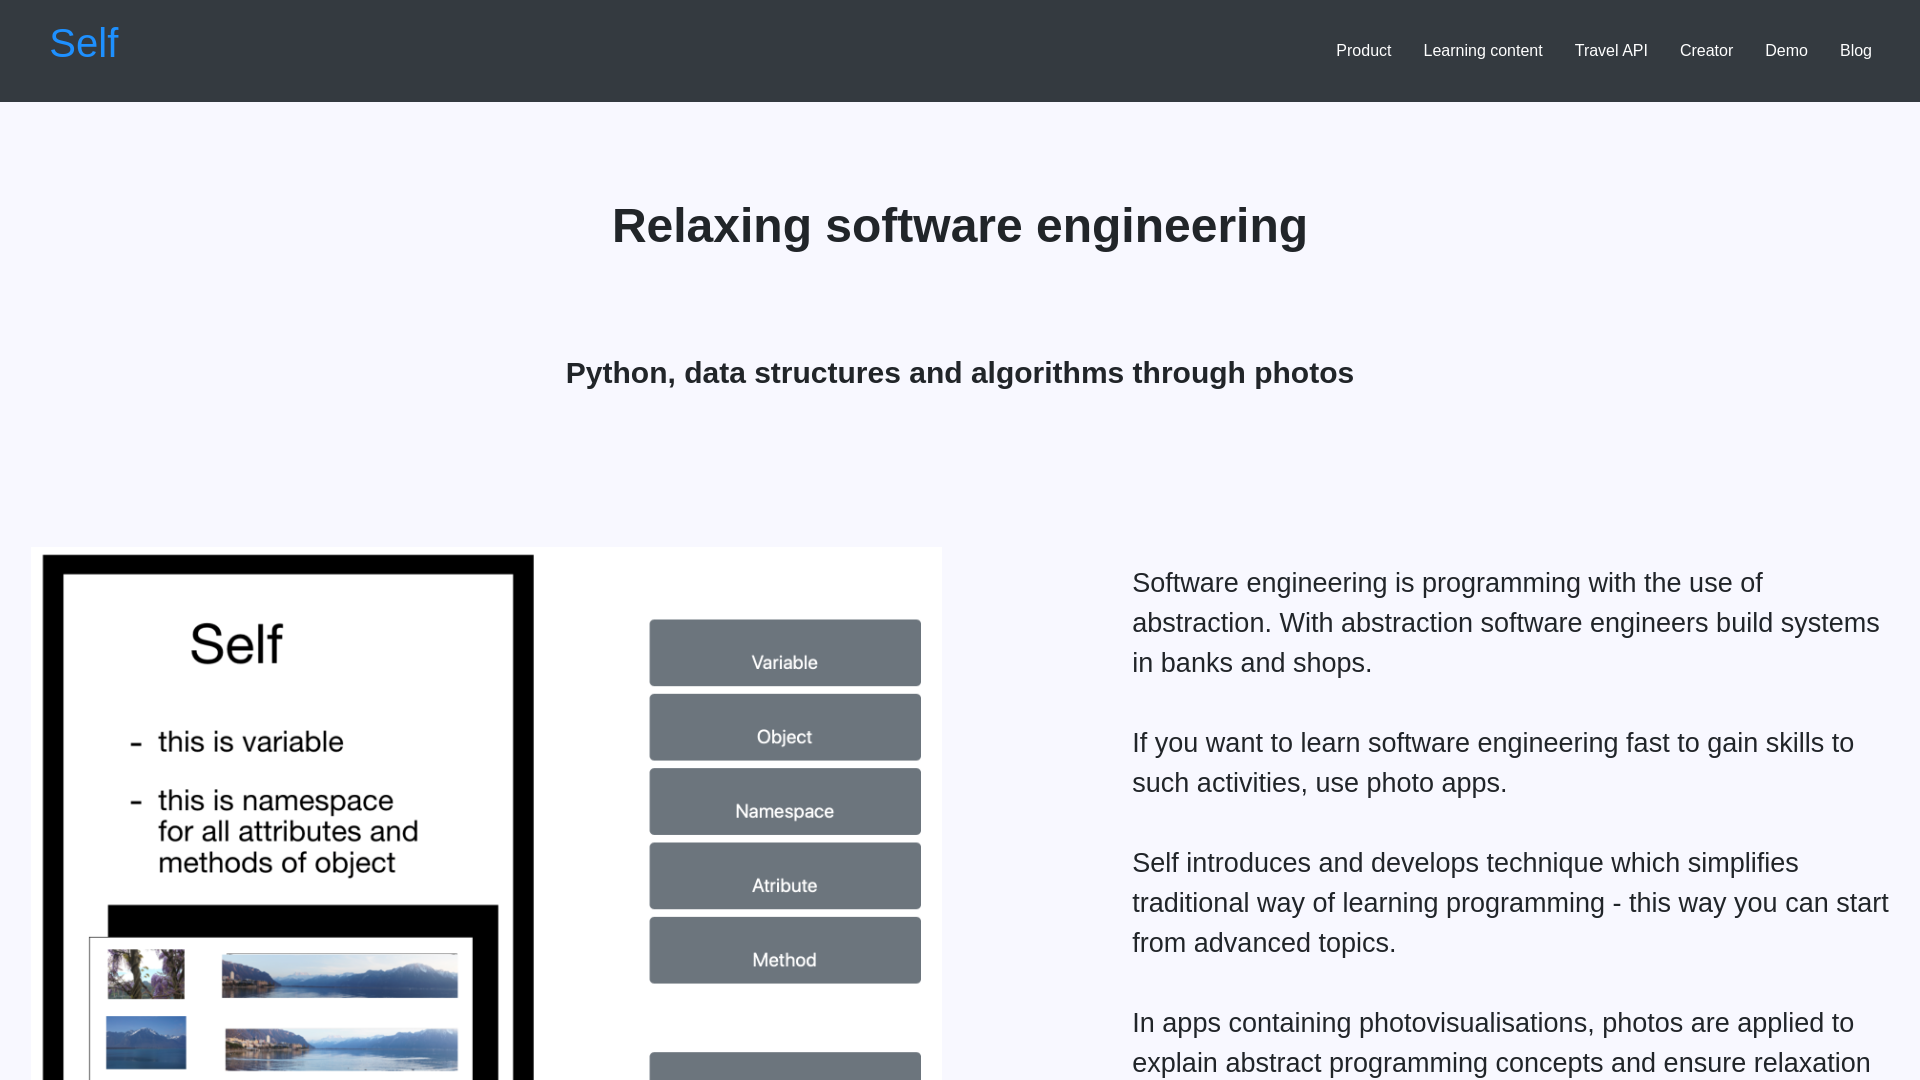 Self
Product
Learning content
Travel API
Creator
Demo
Blog
Relaxing software engineering
Python, data structures and algorithms through photos
Self
- this is variable
- this is namespace
for all attributes and
methods of object
Variable
Object
Namespace
Atribute
Method
Software engineering is programming with the use of
abstraction. With abstraction software engineers build systems
in banks and shops.
If you want to learn software engineering fast to gain skills to
such activities, use photo apps.
Self introduces and develops technique which simplifies
traditional way of learning programming - this way you can start
from advanced topics.
In apps containing photovisualisations, photos are applied to
explain abstract programming concepts and ensure relaxation